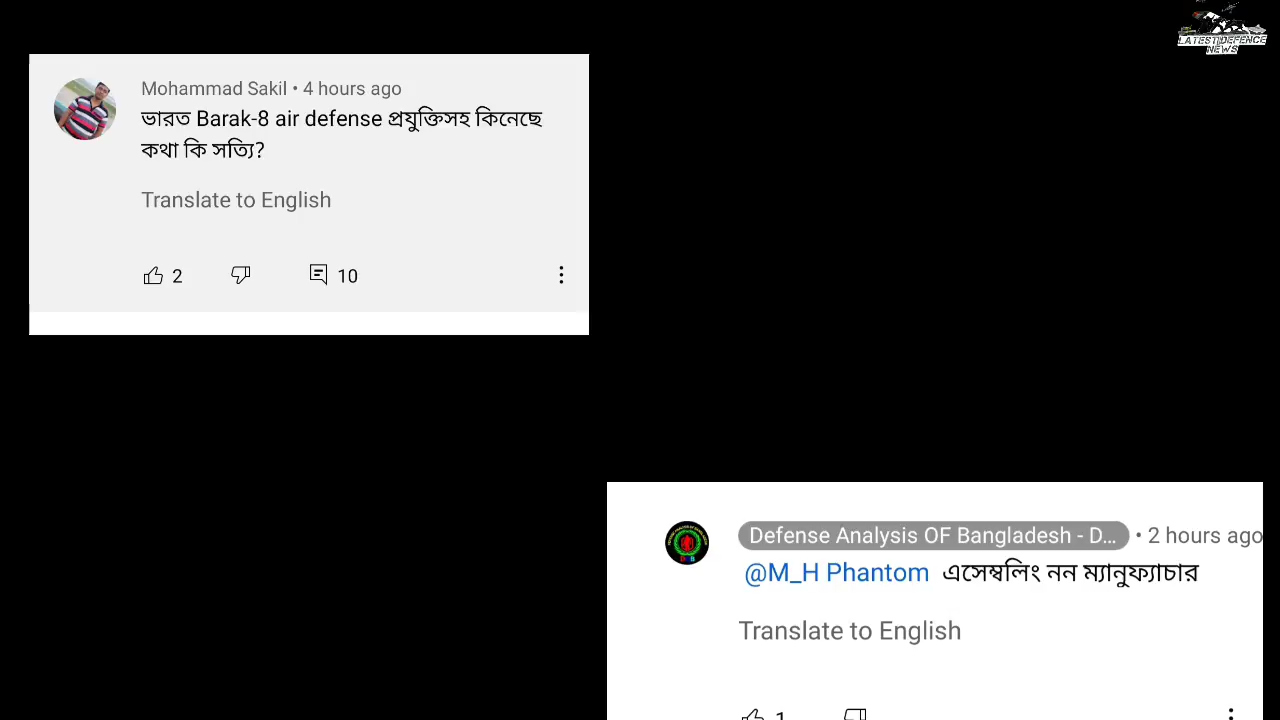 LATEST DEFENCE
NEWS
Mohammad Sakil • 4 hours ago
ভারত Barak-8 air defense প্রযুক্তিসহ কিনেছে
কথা কি সত্যি?
Translate to English
2
10
Defense Analysis OF Bangladesh - D... • 2 hours ago
@M_H Phantom এসেম্বলিং নন ম্যানুফ্যাচার
Translate to English
1